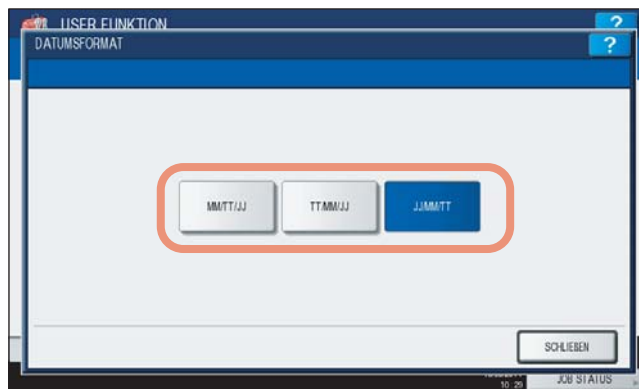 USER FUNKTION
?
DATUMSFORMAT
?
MM/TT/JJ
TT/MM/JJ
JJ/MM/TT
SCHLIEßEN
10:29
JOB STATUS